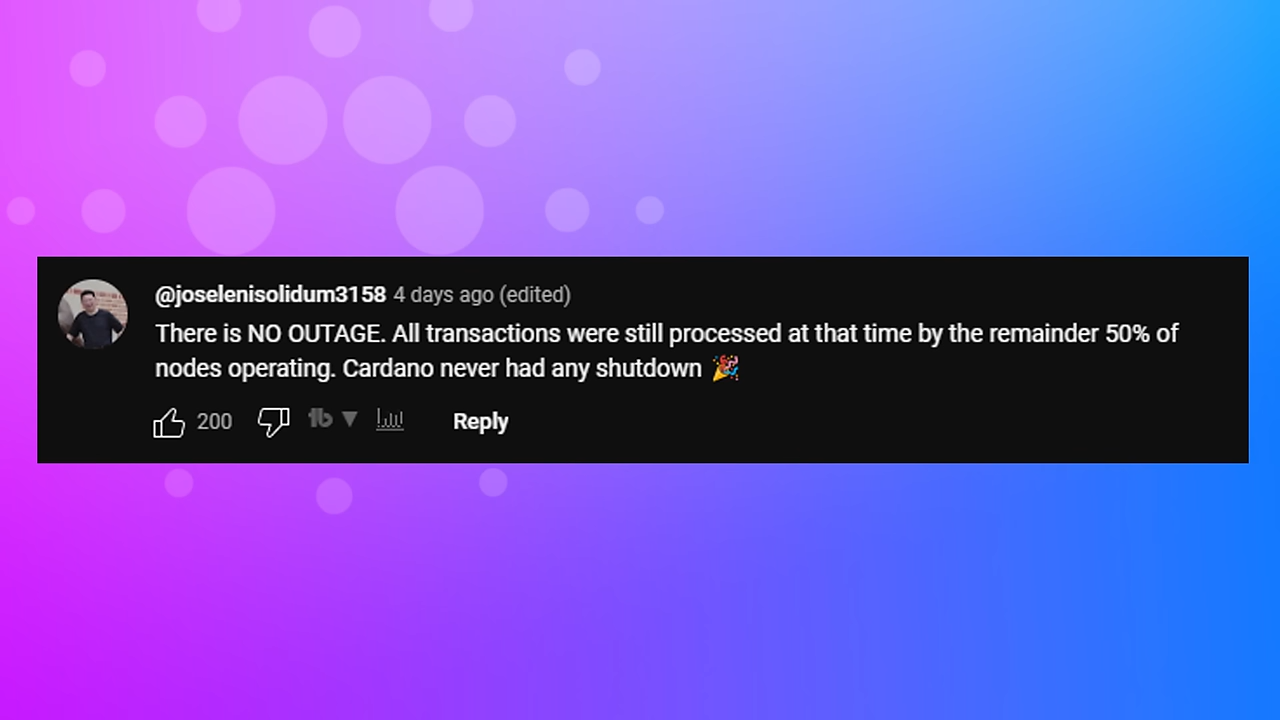 @joselenisolidum3158 4 days ago (edited)
There is NO OUTAGE. All transactions were still processed at that time by the remainder 50% of
nodes operating. Cardano never had any shutdown 🎉
200 tb ▼ Reply